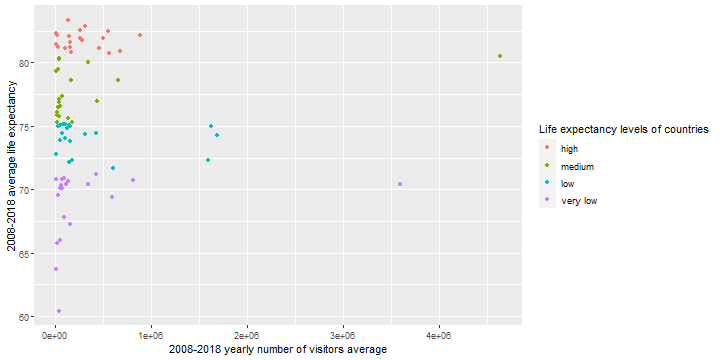 2008-2018 average life expectancy
80
75
70
65
60
0e+00 1e+06 2e+06 3e+06 4e+06
2008-2018 yearly number of visitors average
Life expectancy levels of countries
high
medium
low
very low